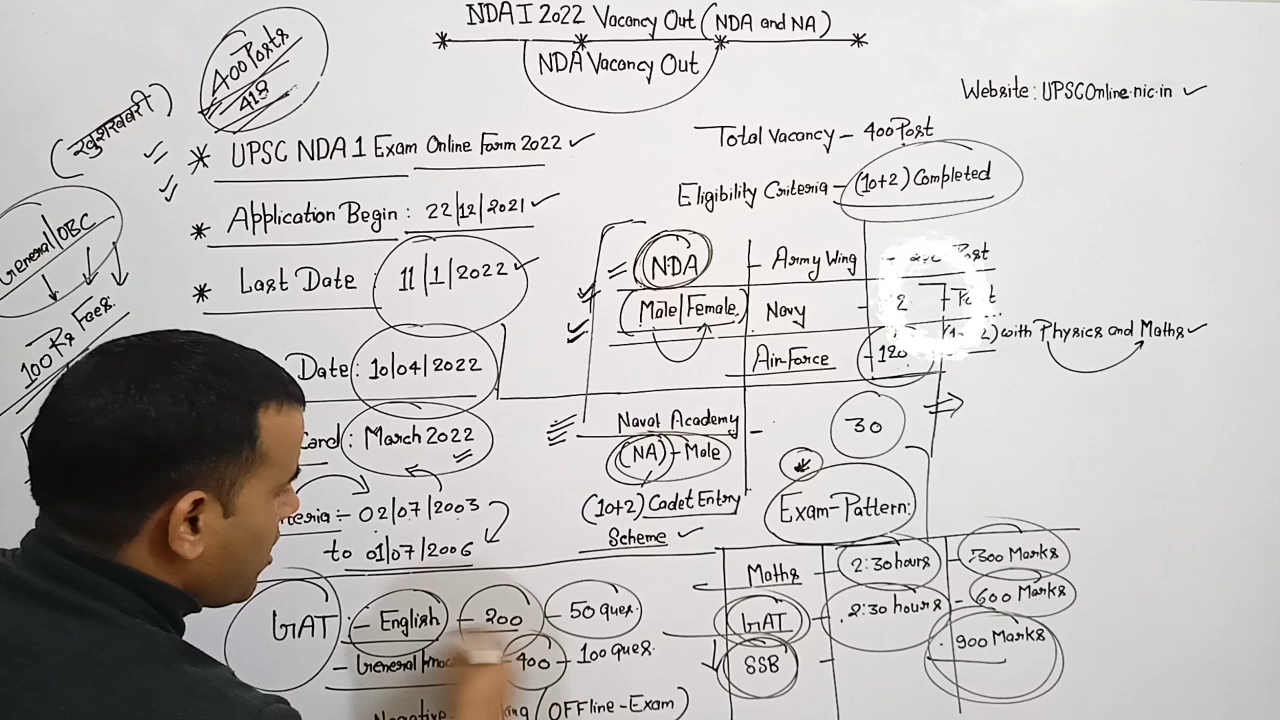 NDA I 2022 Vacancy Out (NDA and NA)
NDA Vacancy Out
400 Posts
418
(खुशखबरी)
Website: UPSCOnline.nic.in
* UPSC NDA 1 Exam Online Form 2022
* Application Begin: 22/12/2021
* Last Date : 11/1/2022
Date: 10/04/2022
Card: March 2022
:- 02/07/2003
to 01/07/2006
General/OBC
100 Rs Fees.
Total Vacancy - 400 Post
Eligibility Criteria - (10+2) Completed
NDA - Army Wing -
Male/Female Navy -
with Physics and Maths
Air Force - 120
Naval Academy - 30
(NA) - Male
(10+2) Cadet Entry
Scheme
* Exam-Pattern:
Maths - 2:30 hours - 300 Marks
GAT - 2:30 hours - 600 Marks
SSB - 900 Marks
GAT :- English - 200 - 50 ques.
- General - 400 - 100 ques.
Negative (OFFline-Exam)